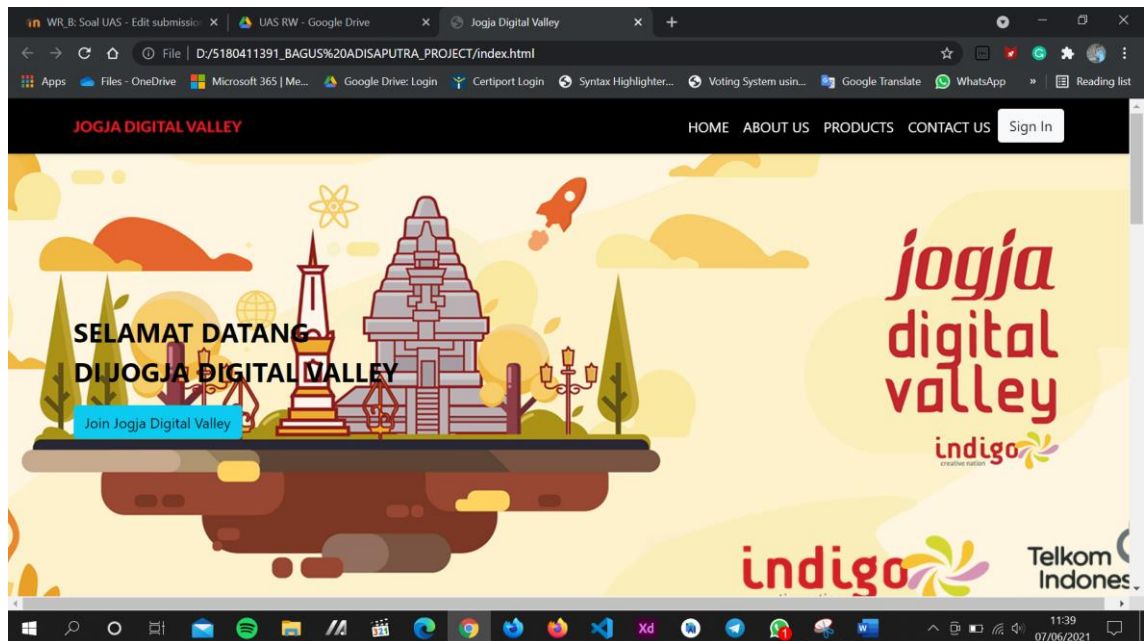 WR_B: Soal UAS - Edit submissio
UAS RW - Google Drive
Jogja Digital Valley
File | D:/5180411391_BAGUS%20ADISAPUTRA_PROJECT/index.html
Apps Files - OneDrive Microsoft 365 | Me... Google Drive: Login Certiport Login Syntax Highlighter... Voting System usin... Google Translate WhatsApp » Reading list
JOGJA DIGITAL VALLEY HOME ABOUT US PRODUCTS CONTACT US Sign In
SELAMAT DATANG
DI JOGJA DIGITAL VALLEY
Join Jogja Digital Valley
jogja
digital
valley
indigo
creative nation
indigo
Telkom
Indones
11:39
07/06/2021